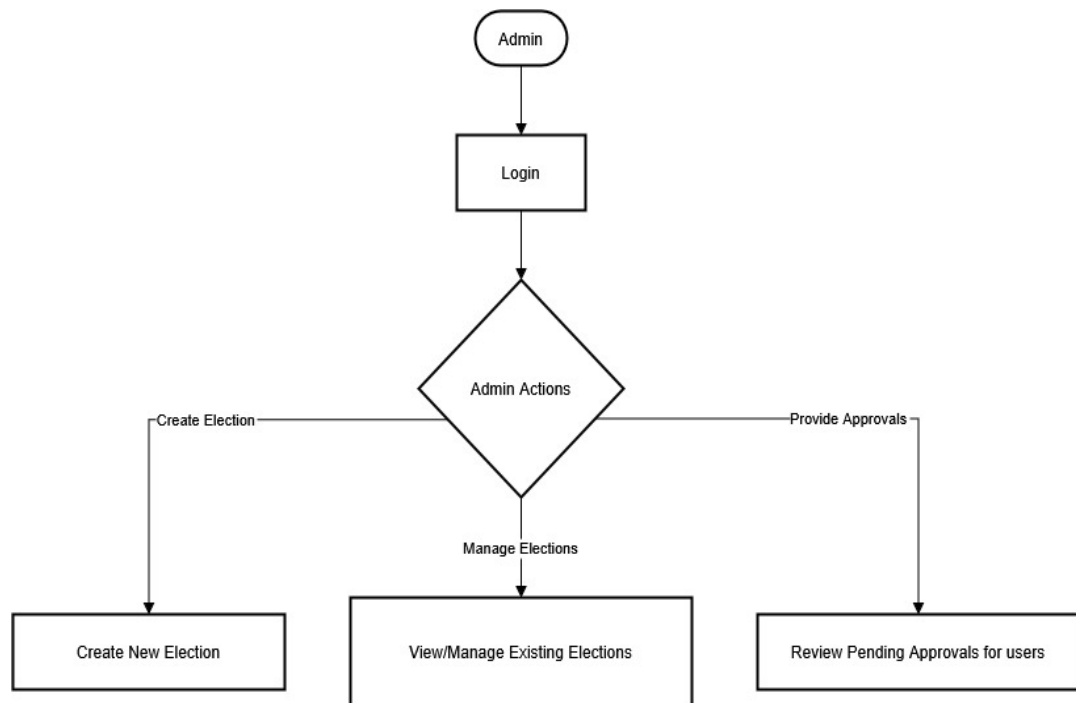 Admin
Login
Admin Actions
Create Election
Provide Approvals
Manage Elections
Create New Election
View/Manage Existing Elections
Review Pending Approvals for users